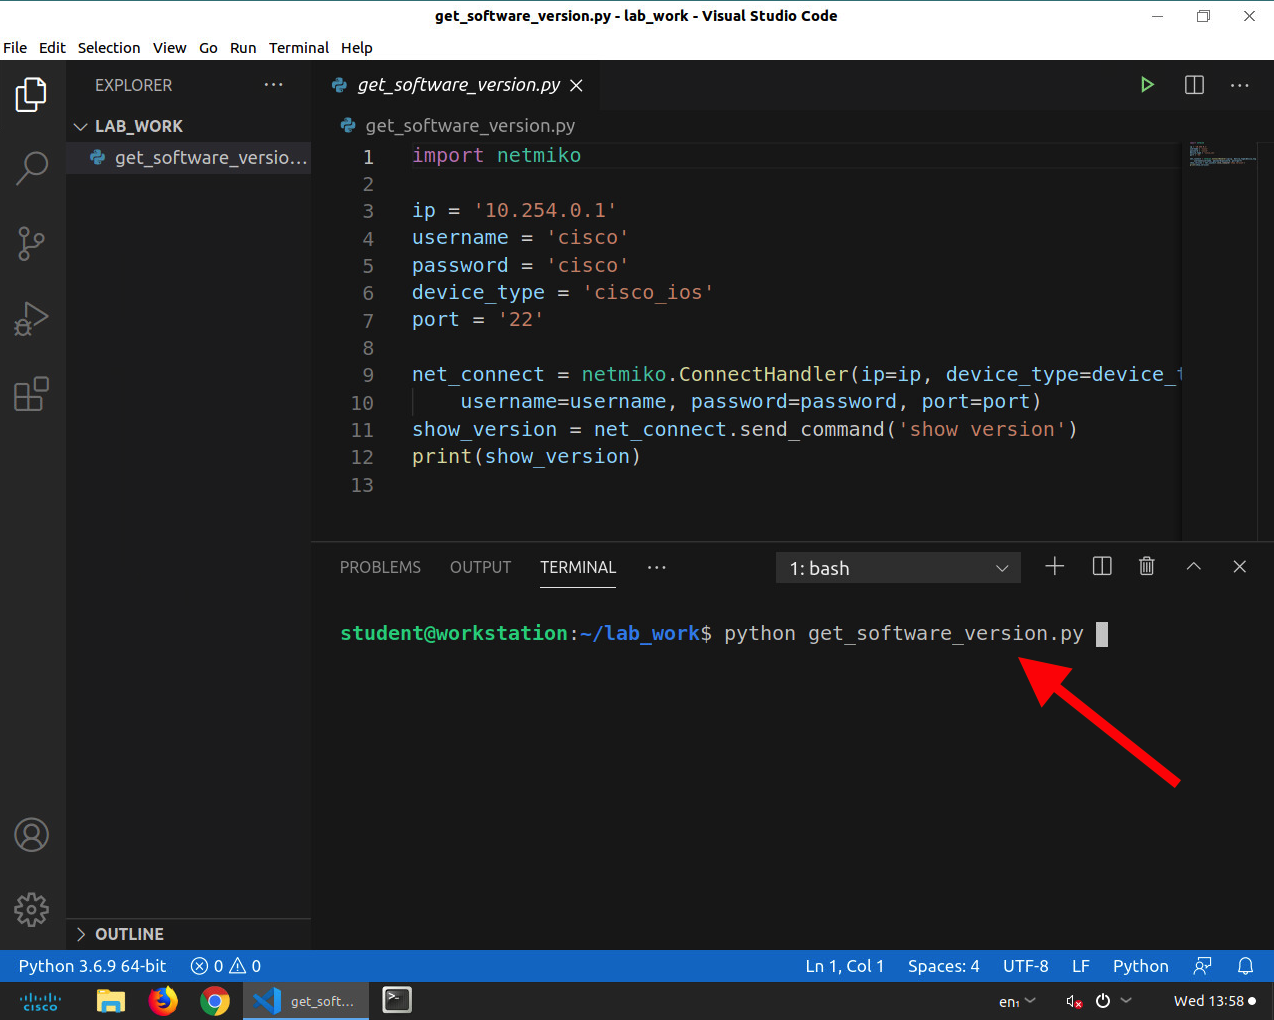 get_software_version.py - lab_work - Visual Studio Code
File Edit Selection View Go Run Terminal Help
EXPLORER ···
get_software_version.py
LAB_WORK
get_software_version.py
get_software_versio...
1 import netmiko
2
3 ip = '10.254.0.1'
4 username = 'cisco'
5 password = 'cisco'
6 device_type = 'cisco_ios'
7 port = '22'
8
9 net_connect = netmiko.ConnectHandler(ip=ip, device_type=device_t
10 username=username, password=password, port=port)
11 show_version = net_connect.send_command('show version')
12 print(show_version)
13
PROBLEMS OUTPUT TERMINAL ··· 1: bash
student@workstation:~/lab_work$ python get_software_version.py
OUTLINE
Python 3.6.9 64-bit 0 0 Ln 1, Col 1 Spaces: 4 UTF-8 LF Python
cisco get_soft... en1 Wed 13:58